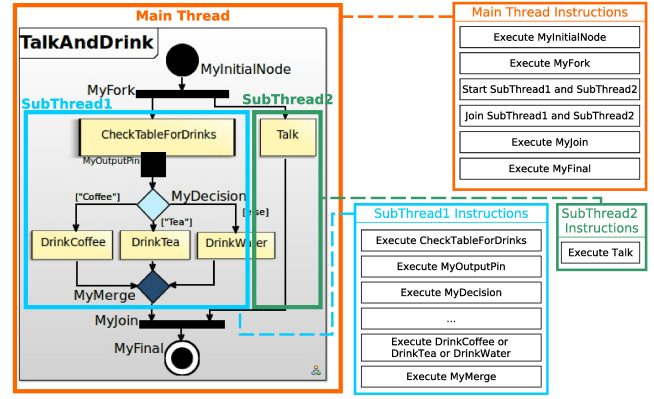 Main Thread
TalkAndDrink
MyInitialNode
MyFork
SubThread1
SubThread2
CheckTableForDrinks
Talk
MyOutputPin
["Coffee"]
MyDecision
["Tea"]
[else]
DrinkCoffee
DrinkTea
DrinkWater
MyMerge
MyJoin
MyFinal
Main Thread Instructions
Execute MyInitialNode
Execute MyFork
Start SubThread1 and SubThread2
Join SubThread1 and SubThread2
Execute MyJoin
Execute MyFinal
SubThread1 Instructions
Execute CheckTableForDrinks
Execute MyOutputPin
Execute MyDecision
...
Execute DrinkCoffee or
DrinkTea or DrinkWater
Execute MyMerge
SubThread2
Instructions
Execute Talk